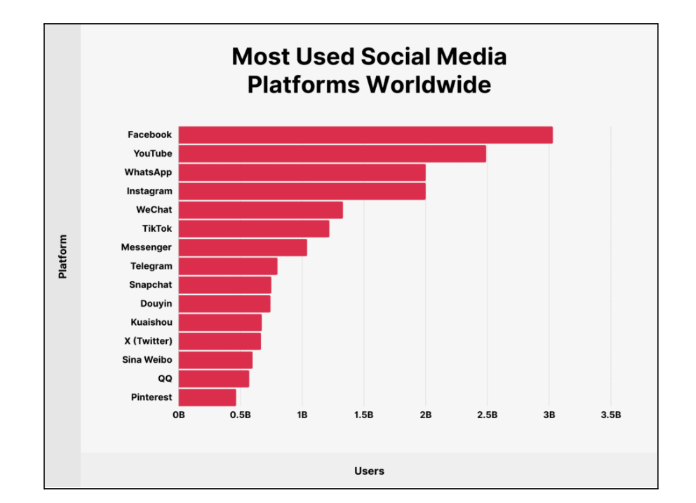 Most Used Social Media
Platforms Worldwide
Platform
Facebook
YouTube
WhatsApp
Instagram
WeChat
TikTok
Messenger
Telegram
Snapchat
Douyin
Kuaishou
X (Twitter)
Sina Weibo
QQ
Pinterest
0B 0.5B 1B 1.5B 2B 2.5B 3B 3.5B
Users